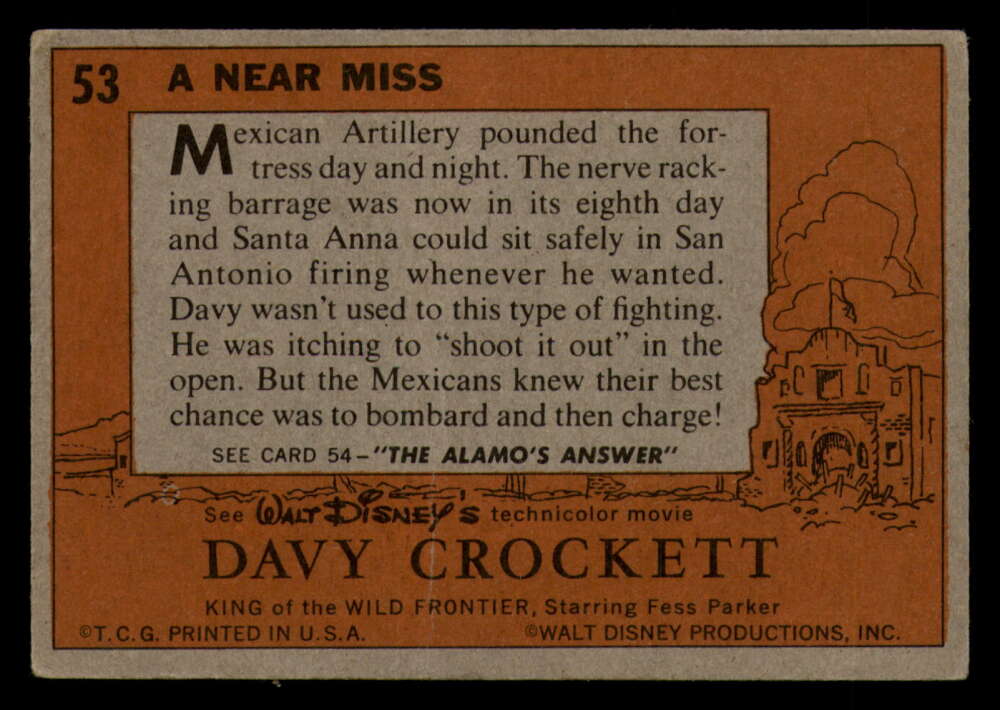 53 A NEAR MISS
Mexican Artillery pounded the for-
tress day and night. The nerve rack-
ing barrage was now in its eighth day
and Santa Anna could sit safely in San
Antonio firing whenever he wanted.
Davy wasn't used to this type of fighting.
He was itching to "shoot it out" in the
open. But the Mexicans knew their best
chance was to bombard and then charge!
SEE CARD 54-"THE ALAMO'S ANSWER"
See WALT DISNEY'S technicolor movie
DAVY CROCKETT
KING of the WILD FRONTIER, Starring Fess Parker
©T.C.G. PRINTED IN U.S.A. ©WALT DISNEY PRODUCTIONS, INC.